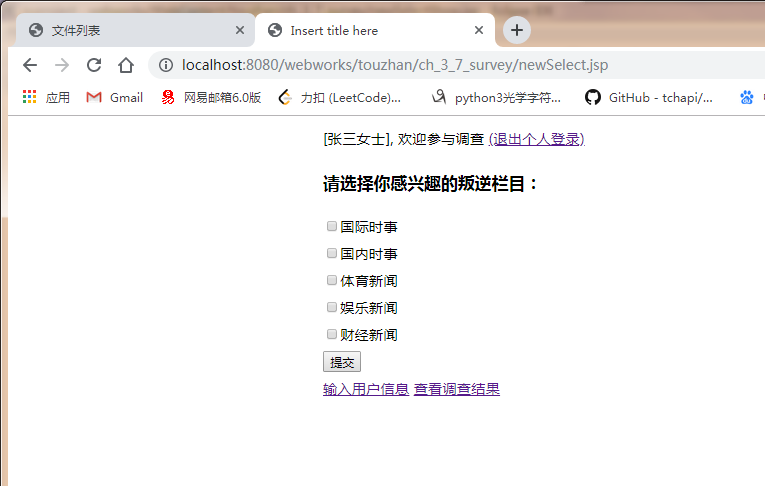 文件列表
Insert title here
localhost:8080/webworks/touzhan/ch_3_7_survey/newSelect.jsp
应用 Gmail 网易邮箱6.0版 力扣 (LeetCode)... python3光学字符... GitHub - tchapi/...
[张三女士], 欢迎参与调查 (退出个人登录)
请选择你感兴趣的叛逆栏目：
国际时事
国内时事
体育新闻
娱乐新闻
财经新闻
提交
输入用户信息 查看调查结果